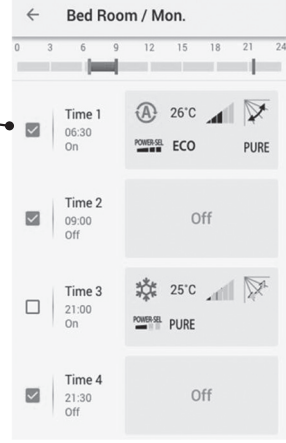 Bed Room / Mon.
0 3 6 9 12 15 18 21 24
Time 1
06:30
On
A 26°C
POWER-SEL ECO PURE
Time 2
09:00
Off
Off
Time 3
21:00
On
25°C
POWER-SEL PURE
Time 4
21:30
Off
Off